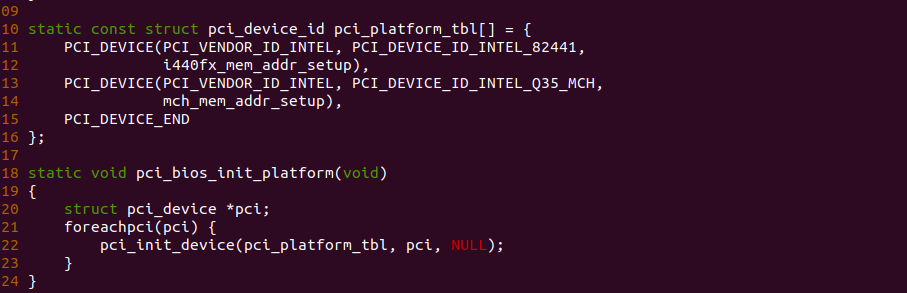 09
10 static const struct pci_device_id pci_platform_tbl[] = {
11     PCI_DEVICE(PCI_VENDOR_ID_INTEL, PCI_DEVICE_ID_INTEL_82441,
12                i440fx_mem_addr_setup),
13     PCI_DEVICE(PCI_VENDOR_ID_INTEL, PCI_DEVICE_ID_INTEL_Q35_MCH,
14                mch_mem_addr_setup),
15     PCI_DEVICE_END
16 };
17
18 static void pci_bios_init_platform(void)
19 {
20     struct pci_device *pci;
21     foreachpci(pci) {
22         pci_init_device(pci_platform_tbl, pci, NULL);
23     }
24 }